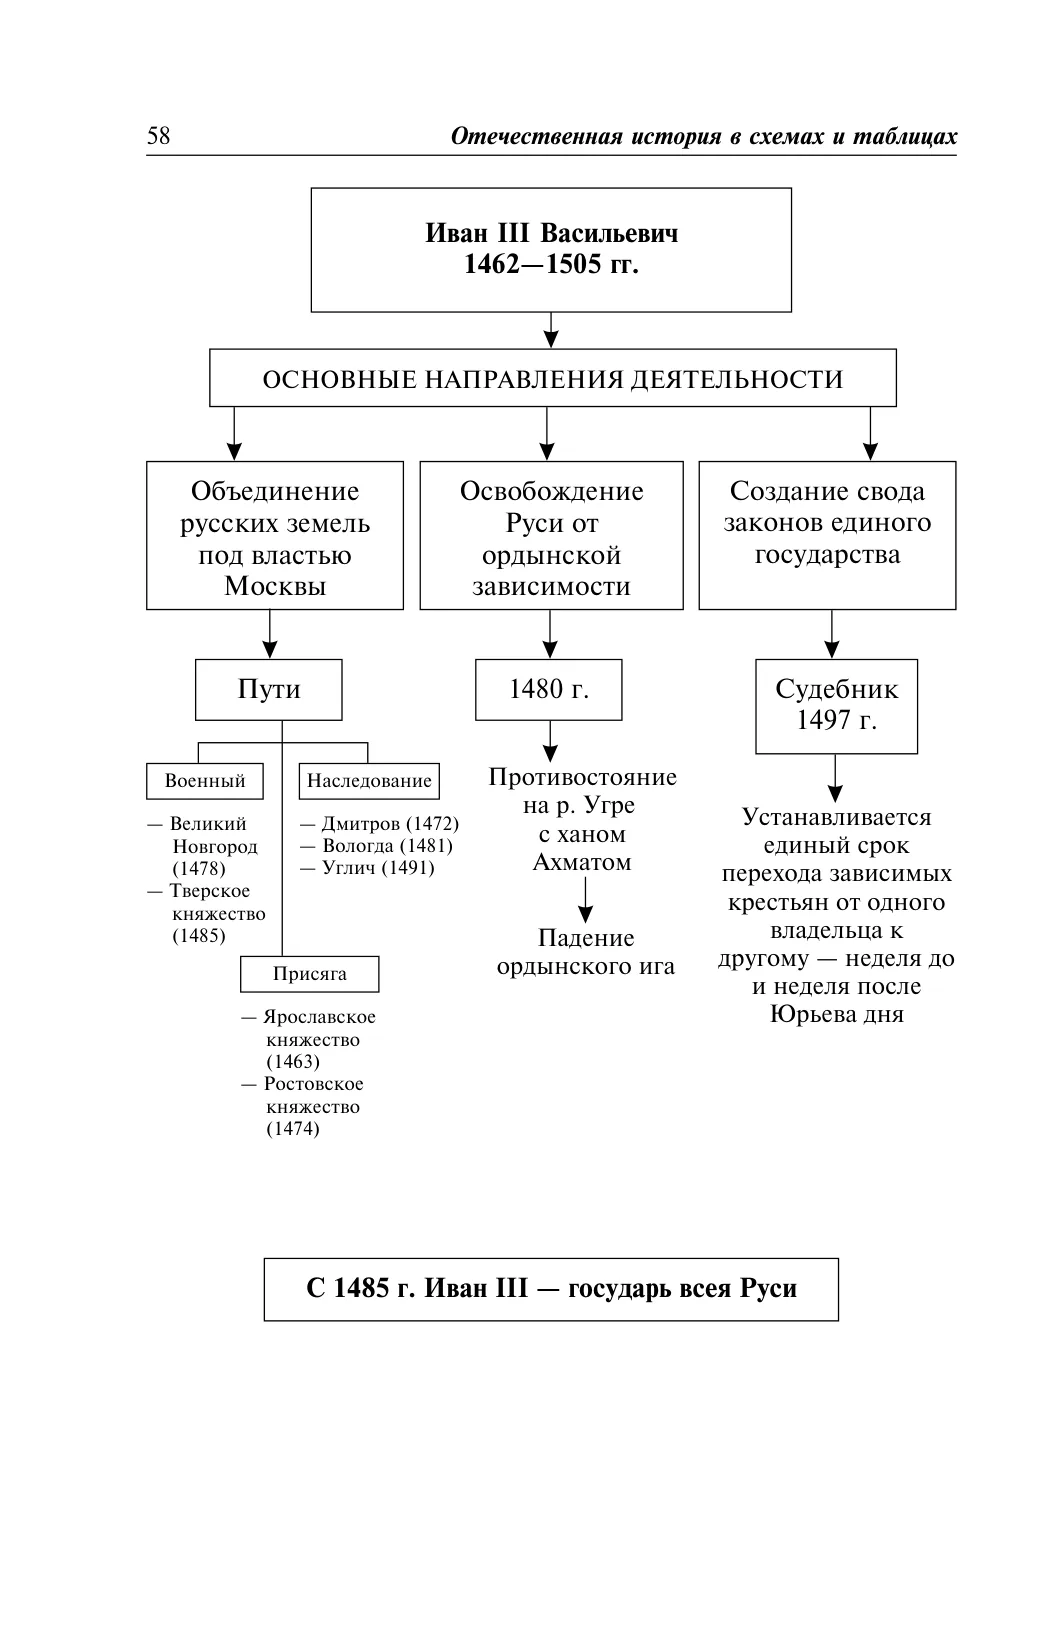 58
Отечественная история в схемах и таблицах
Иван III Васильевич
1462—1505 гг.
ОСНОВНЫЕ НАПРАВЛЕНИЯ ДЕЯТЕЛЬНОСТИ
Объединение
русских земель
под властью
Москвы
Освобождение
Руси от
ордынской
зависимости
Создание свода
законов единого
государства
Пути
1480 г.
Судебник
1497 г.
Военный
— Великий
Новгород
(1478)
— Тверское
княжество
(1485)
Наследование
— Дмитров (1472)
— Вологда (1481)
— Углич (1491)
Присяга
— Ярославское
княжество
(1463)
— Ростовское
княжество
(1474)
Противостояние
на р. Угре
с ханом
Ахматом
Падение
ордынского ига
Устанавливается
единый срок
перехода зависимых
крестьян от одного
владельца к
другому — неделя до
и неделя после
Юрьева дня
С 1485 г. Иван III — государь всея Руси